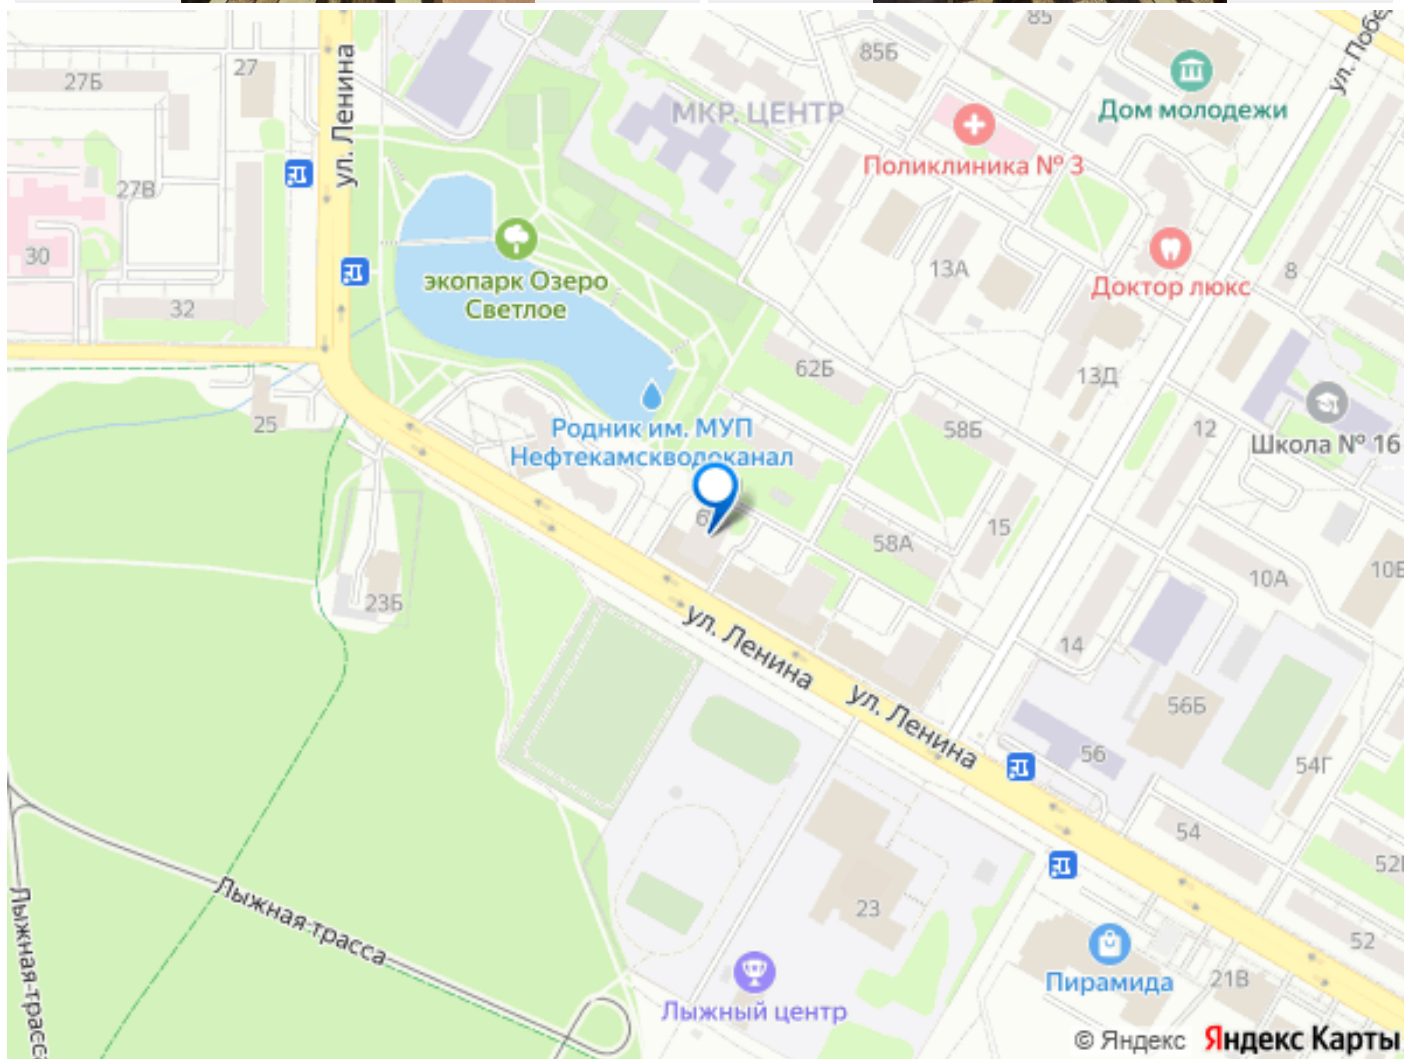 85
85Б
27Б
27
ул. Ленина
МКР. ЦЕНТР
Дом молодежи
Поликлиника № 3
27В
30
32
экопарк Озеро
Светлое
13А
Доктор люкс
8
62Б
13Д
25
58Б
12
Школа № 16
Родник им. МУП
Нефтекамскводоканал
15
58А
10А
23Б
ул. Ленина
14
ул. Ленина
56Б
56
54Г
54
Лыжная трасса
Лыжная трасса
23
52
Пирамида
21В
Лыжный центр
© Яндекс Яндекс Карты